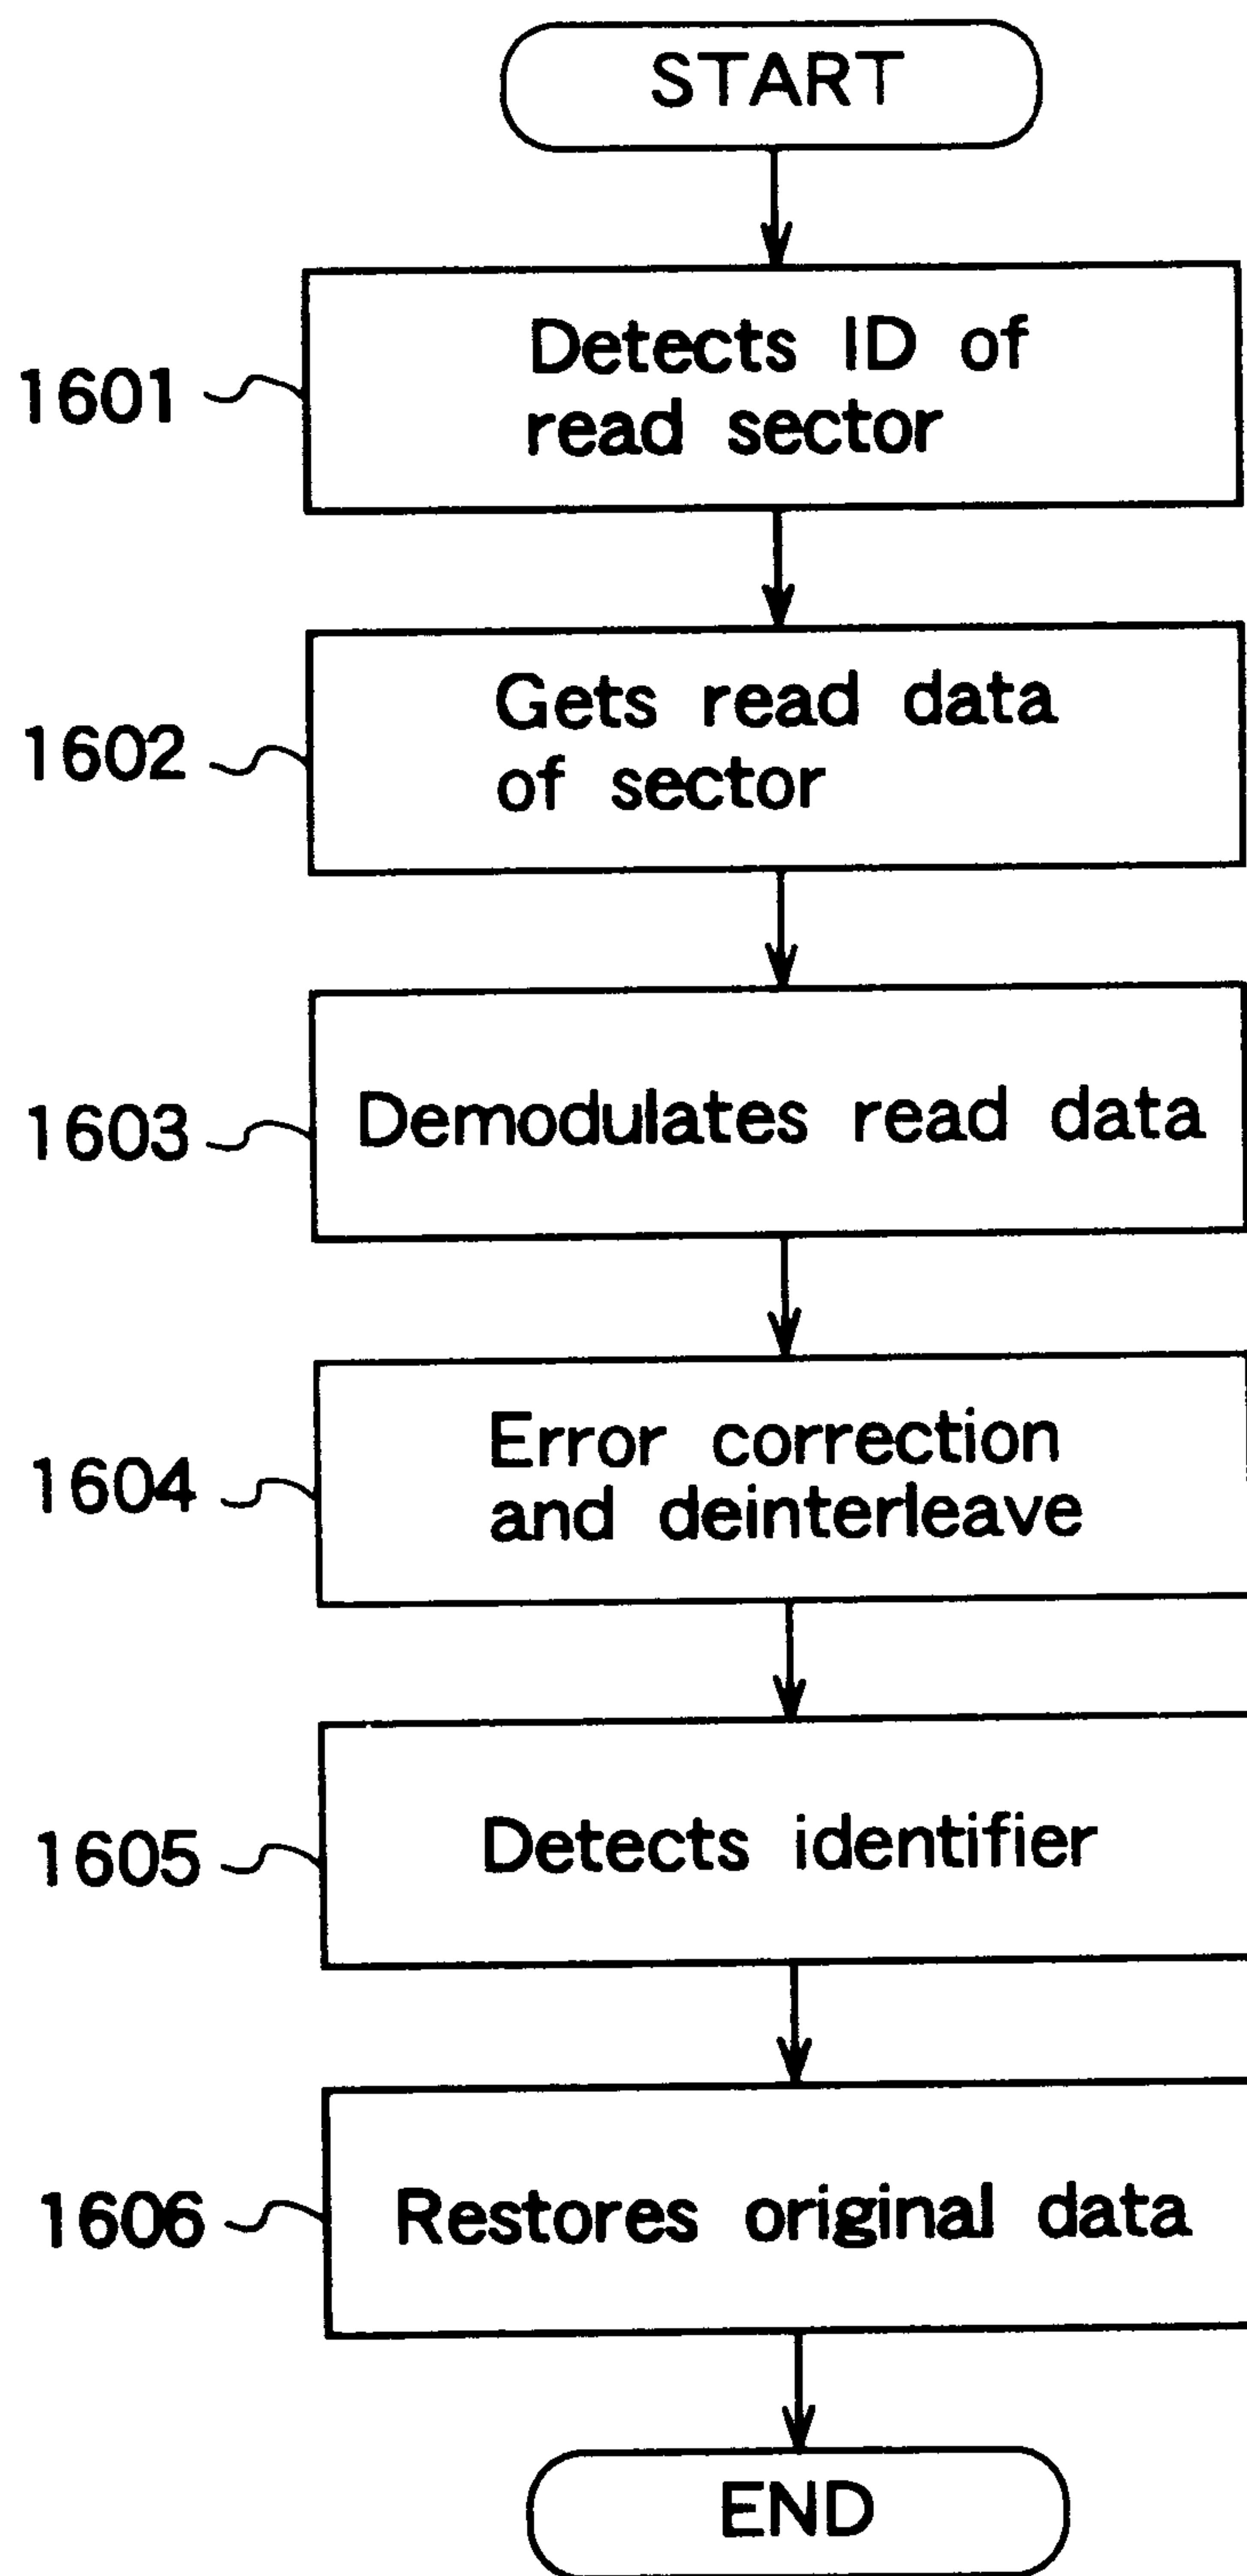 START
1601
Detects ID of
read sector
1602
Gets read data
of sector
1603
Demodulates read data
1604
Error correction
and deinterleave
1605
Detects identifier
1606
Restores original data
END